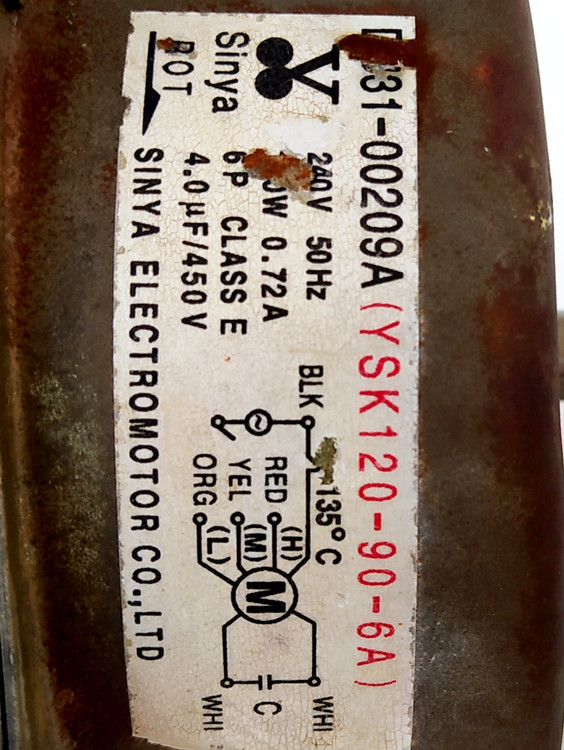 31-00209A (YSK120-90-6A)
Sinya
240V 50Hz
W 0.72A
6P CLASS E
4.0µF/450V
ROT
SINYA ELECTROMOTOR CO.,LTD
BLK
135°C
RED
(H)
YEL
(M)
ORG
(L)
M
C
WHI
WHI